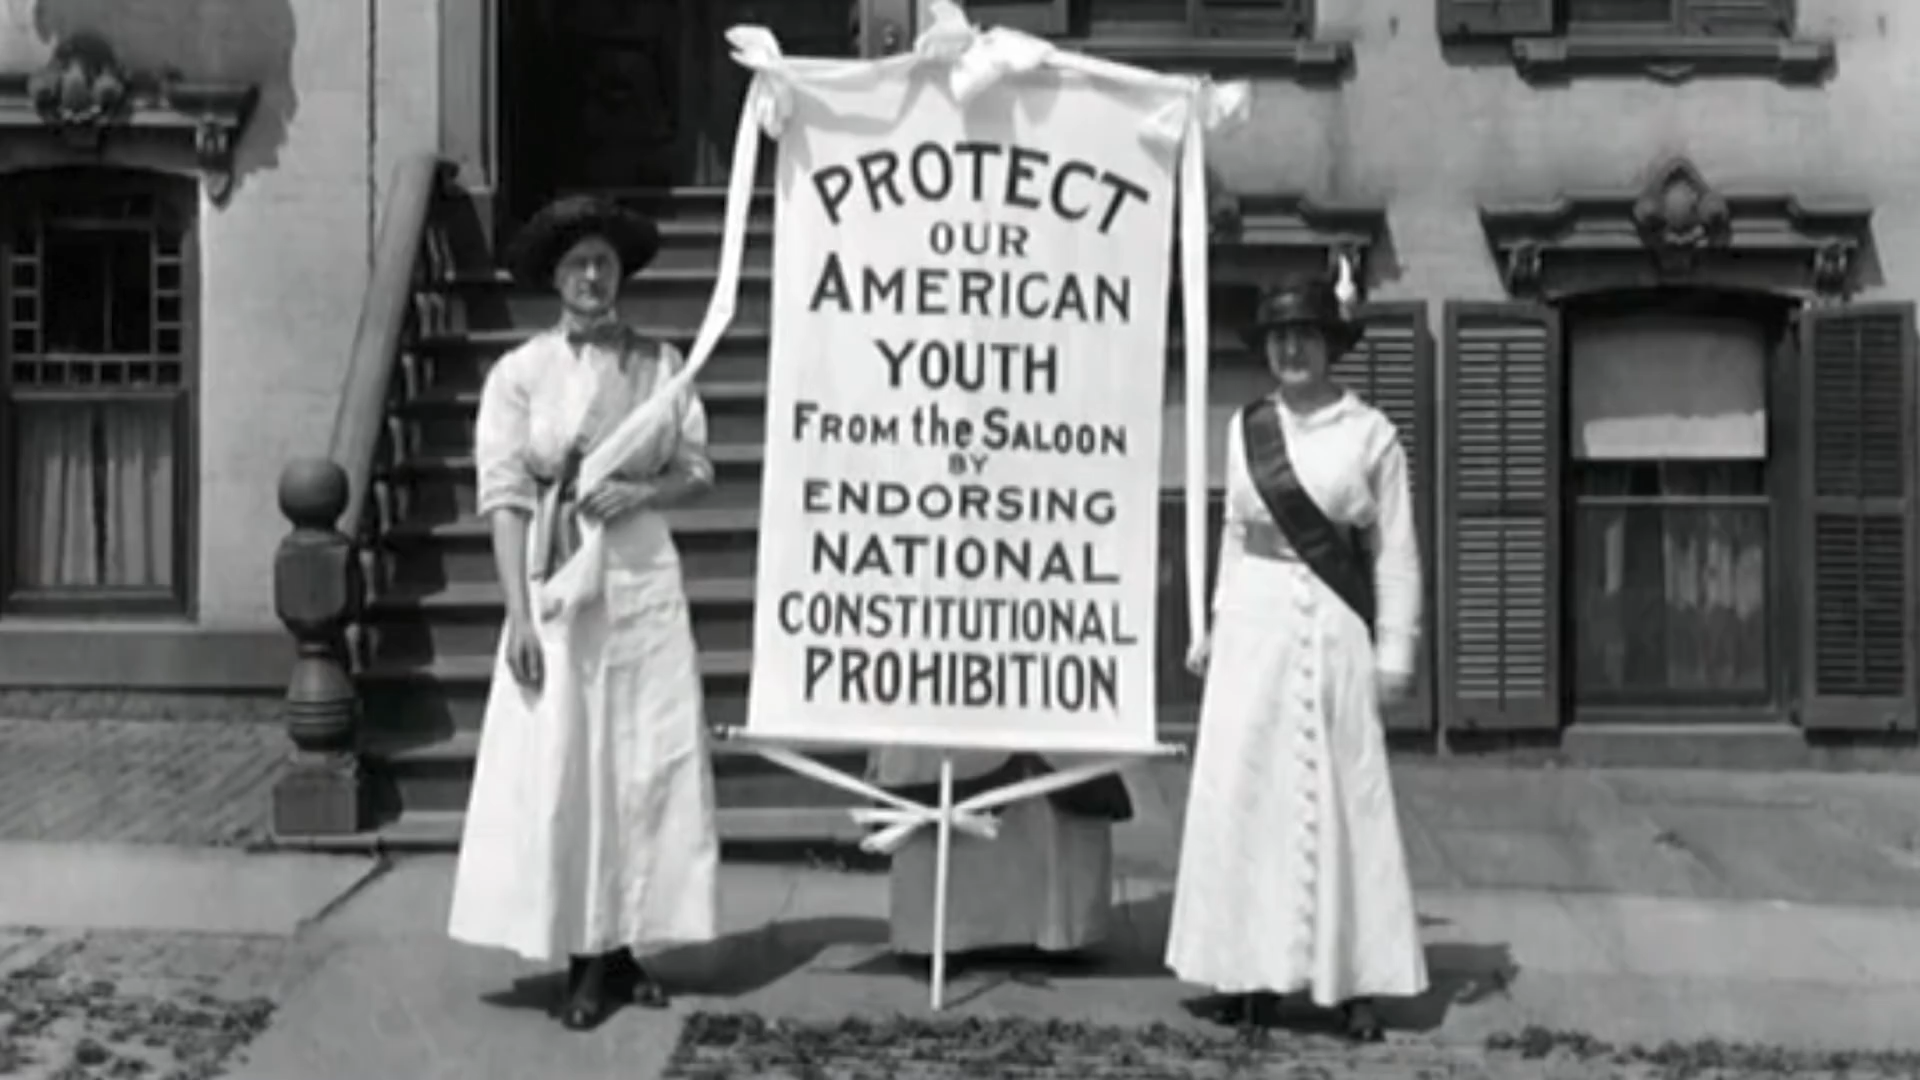 PROTECT
OUR
AMERICAN
YOUTH
FROM the SALOON
BY
ENDORSING
NATIONAL
CONSTITUTIONAL
PROHIBITION